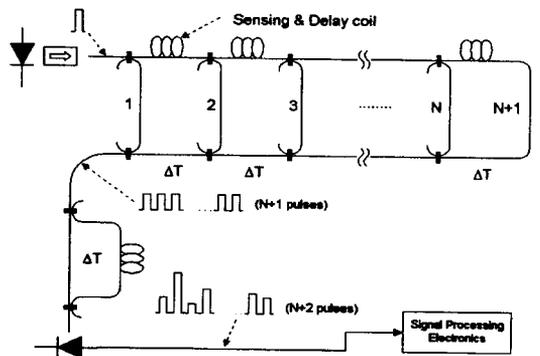 Sensing & Delay coil
1
2
3
........
N
N+1
ΔT
ΔT
ΔT
(N+1 pulses)
ΔT
(N+2 pulses)
Signal Processing
Electronics